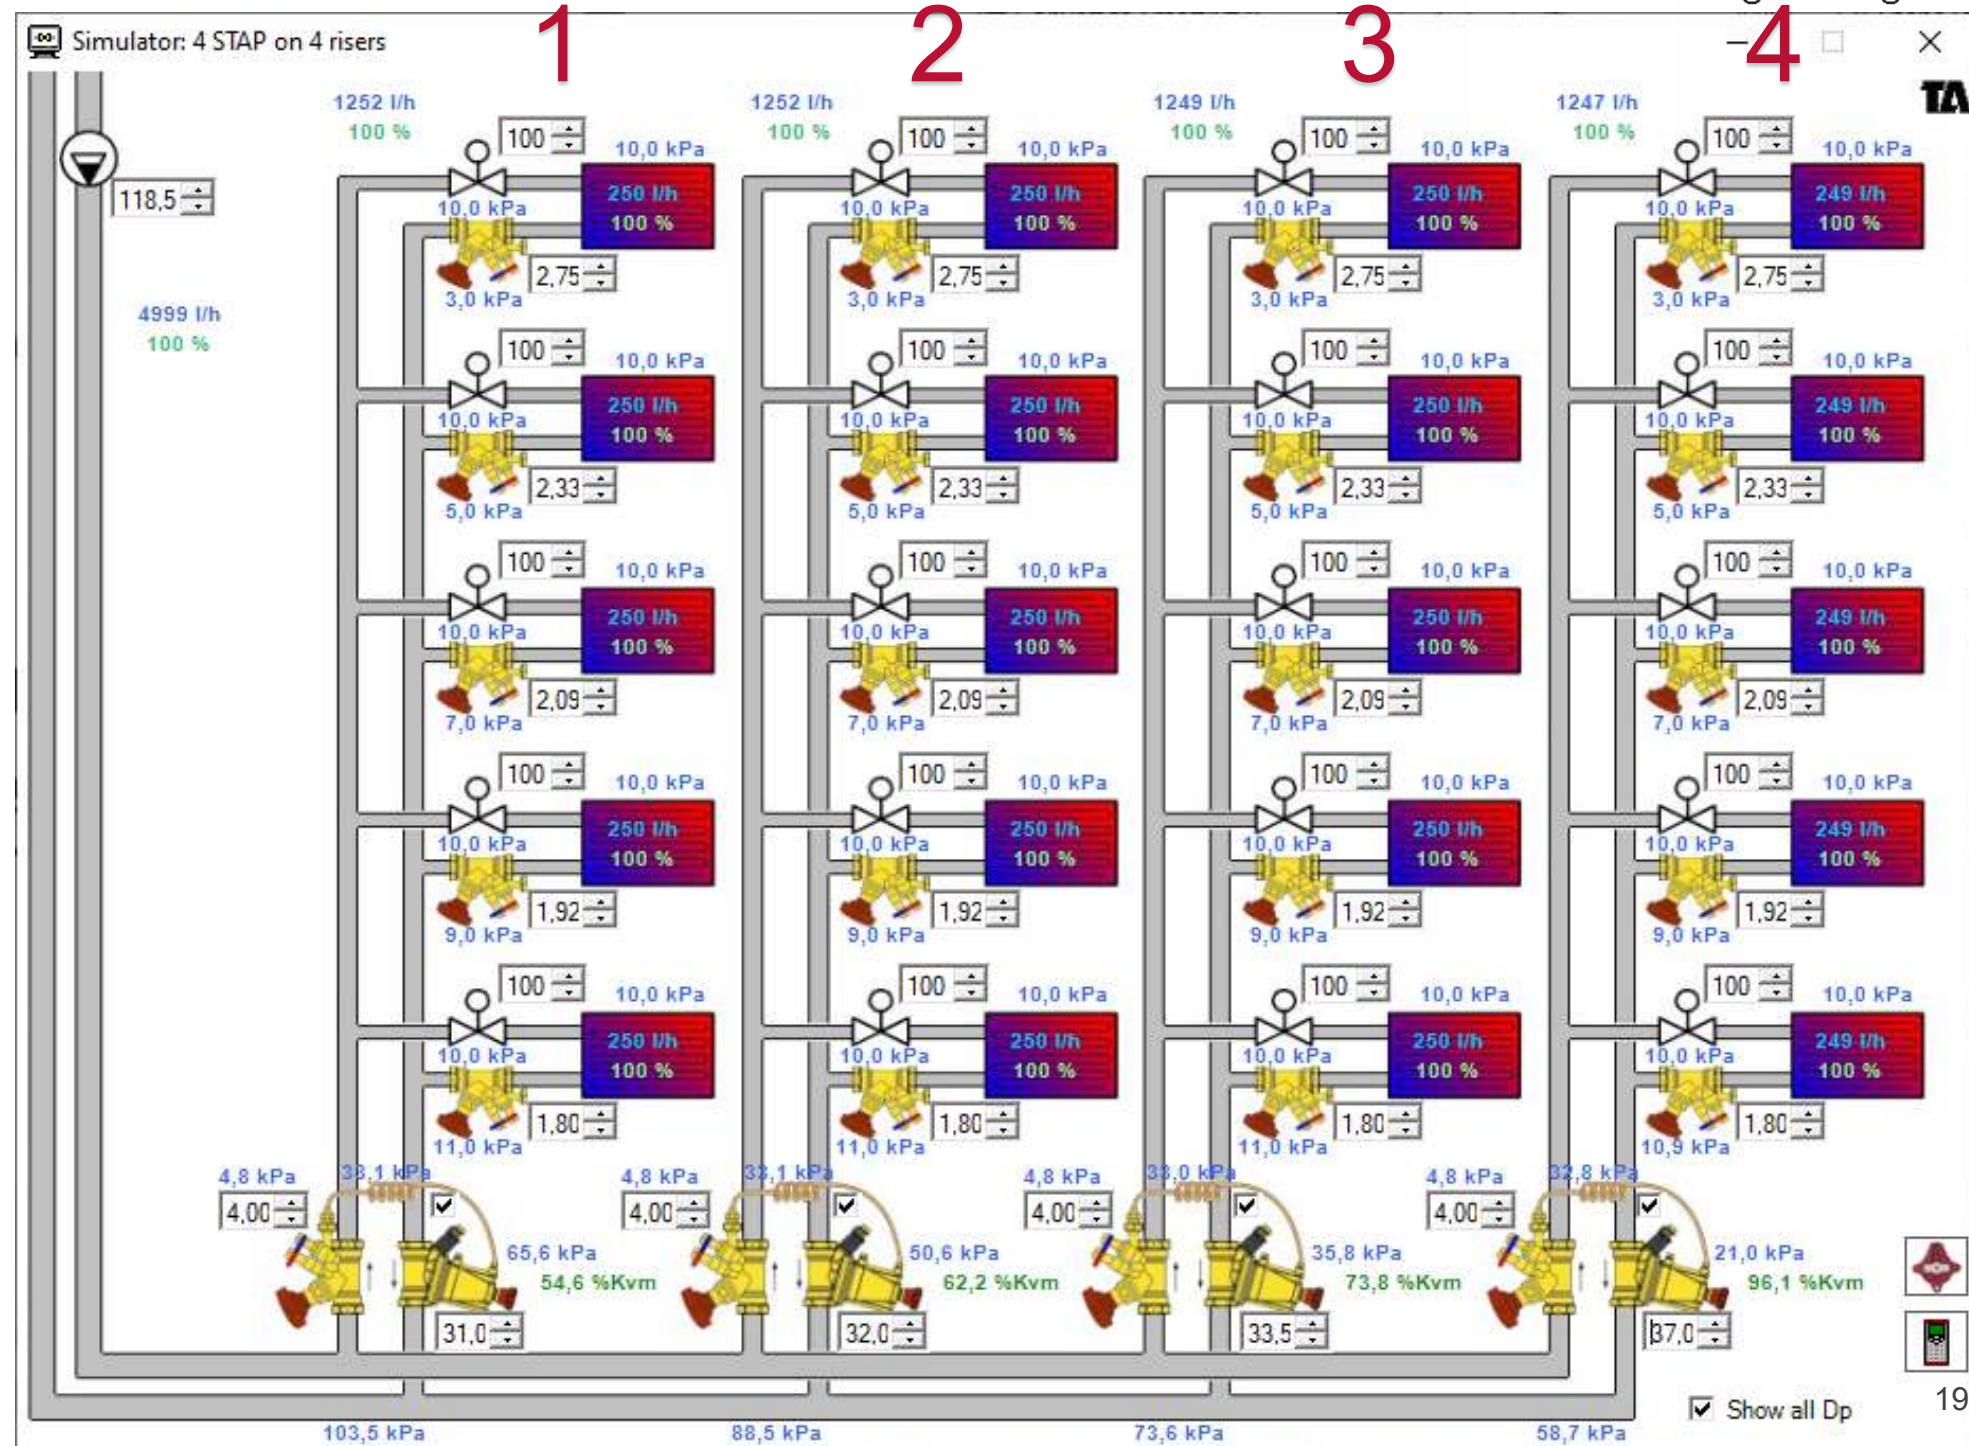 1 2 3 4
Simulator: 4 STAP on 4 risers
TA
1252 l/h 1252 l/h 1249 l/h 1247 l/h
100 % 100 % 100 % 100 %
100 100 100 100
10,0 kPa 10,0 kPa 10,0 kPa 10,0 kPa
118,5
250 l/h 250 l/h 250 l/h 249 l/h
10,0 kPa 10,0 kPa 10,0 kPa 10,0 kPa
100 % 100 % 100 % 100 %
2,75 2,75 2,75 2,75
3,0 kPa 3,0 kPa 3,0 kPa 3,0 kPa
4999 l/h
100 %
100 100 100 100
10,0 kPa 10,0 kPa 10,0 kPa 10,0 kPa
250 l/h 250 l/h 250 l/h 249 l/h
10,0 kPa 10,0 kPa 10,0 kPa 10,0 kPa
100 % 100 % 100 % 100 %
2,33 2,33 2,33 2,33
5,0 kPa 5,0 kPa 5,0 kPa 5,0 kPa
100 100 100 100
10,0 kPa 10,0 kPa 10,0 kPa 10,0 kPa
250 l/h 250 l/h 250 l/h 249 l/h
10,0 kPa 10,0 kPa 10,0 kPa 10,0 kPa
100 % 100 % 100 % 100 %
2,09 2,09 2,09 2,09
7,0 kPa 7,0 kPa 7,0 kPa 7,0 kPa
100 100 100 100
10,0 kPa 10,0 kPa 10,0 kPa 10,0 kPa
250 l/h 250 l/h 250 l/h 249 l/h
10,0 kPa 10,0 kPa 10,0 kPa 10,0 kPa
100 % 100 % 100 % 100 %
1,92 1,92 1,92 1,92
9,0 kPa 9,0 kPa 9,0 kPa 9,0 kPa
100 100 100 100
10,0 kPa 10,0 kPa 10,0 kPa 10,0 kPa
250 l/h 250 l/h 250 l/h 249 l/h
10,0 kPa 10,0 kPa 10,0 kPa 10,0 kPa
100 % 100 % 100 % 100 %
1,80 1,80 1,80 1,80
11,0 kPa 11,0 kPa 11,0 kPa 10,9 kPa
4,8 kPa 33,1 kPa 4,8 kPa 33,1 kPa 4,8 kPa 33,0 kPa 4,8 kPa 32,8 kPa
4,00 4,00 4,00 4,00
65,6 kPa 50,6 kPa 35,8 kPa 21,0 kPa
54,6 %Kvm 62,2 %Kvm 73,8 %Kvm 96,1 %Kvm
31,0 32,0 33,5 37,0
Show all Dp
19
103,5 kPa 88,5 kPa 73,6 kPa 58,7 kPa